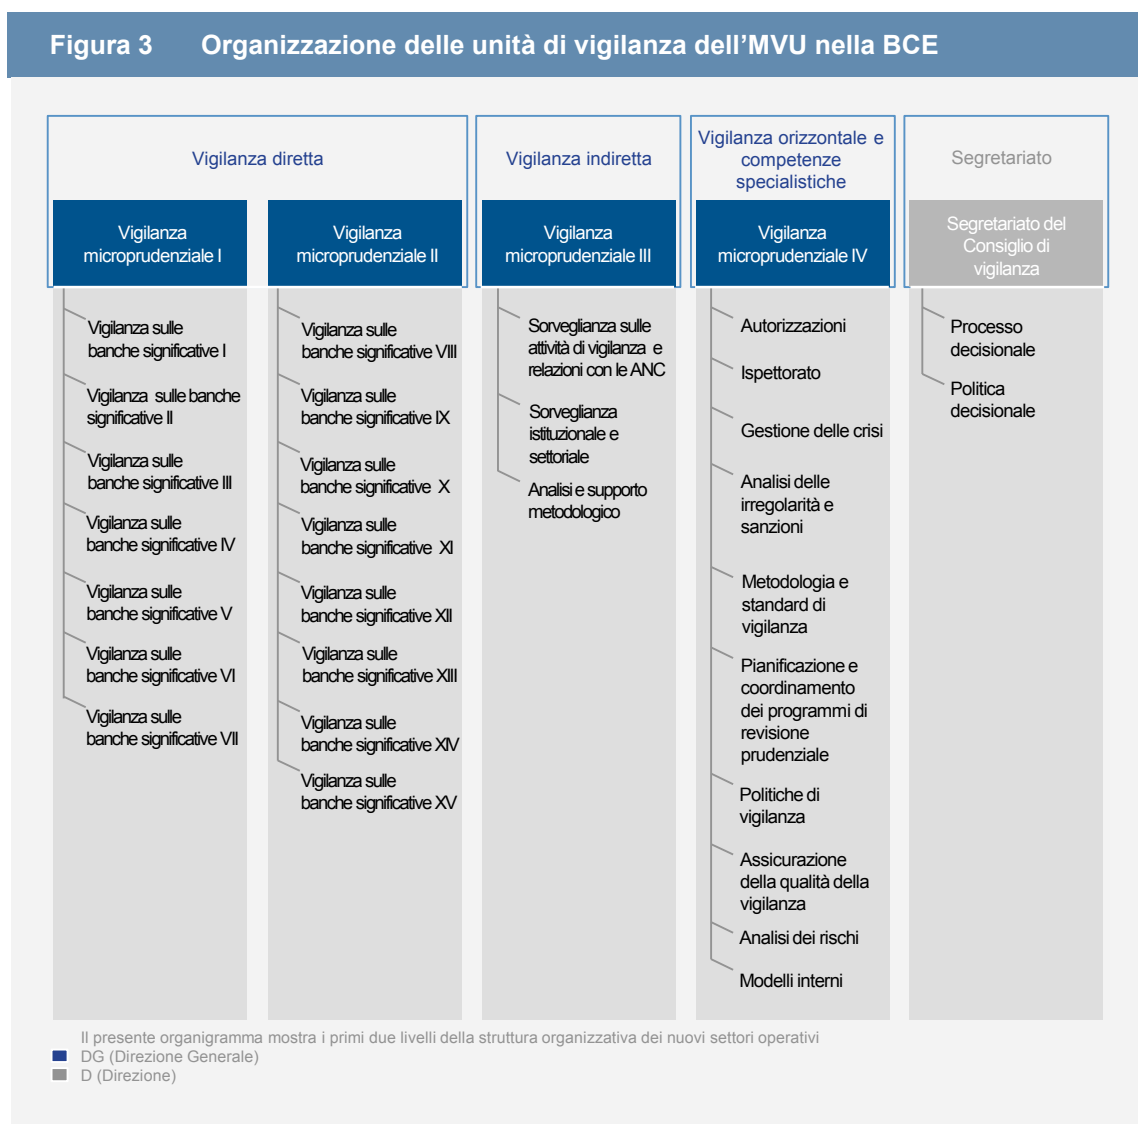 Figura 3 Organizzazione delle unità di vigilanza dell’MVU nella BCE
Vigilanza diretta
Vigilanza
microprudenziale I
Vigilanza sulle
banche significative I
Vigilanza sulle banche
significative II
Vigilanza sulle
banche significative III
Vigilanza sulle
banche significative IV
Vigilanza sulle
banche significative V
Vigilanza sulle
banche significative VI
Vigilanza sulle
banche significative VII
Vigilanza
microprudenziale II
Vigilanza sulle
banche significative VIII
Vigilanza sulle
banche significative IX
Vigilanza sulle
banche significative X
Vigilanza sulle
banche significative XI
Vigilanza sulle
banche significative XII
Vigilanza sulle
banche significative XIII
Vigilanza sulle
banche significative XIV
Vigilanza sulle
banche significative XV
Vigilanza indiretta
Vigilanza
microprudenziale III
Sorveglianza sulle
attività di vigilanza e
relazioni con le ANC
Sorveglianza
istituzionale e
settoriale
Analisi e supporto
metodologico
Vigilanza orizzontale e
competenze
specialistiche
Vigilanza
microprudenziale IV
Autorizzazioni
Ispettorato
Gestione delle crisi
Analisi delle
irregolarità e
sanzioni
Metodologia e
standard di
vigilanza
Pianificazione e
coordinamento
dei programmi di
revisione
prudenziale
Politiche di
vigilanza
Assicurazione
della qualità della
vigilanza
Analisi dei rischi
Modelli interni
Segretariato
Segretariato del
Consiglio di
vigilanza
Processo
decisionale
Politica
decisionale
Il presente organigramma mostra i primi due livelli della struttura organizzativa dei nuovi settori operativi
DG (Direzione Generale)
D (Direzione)